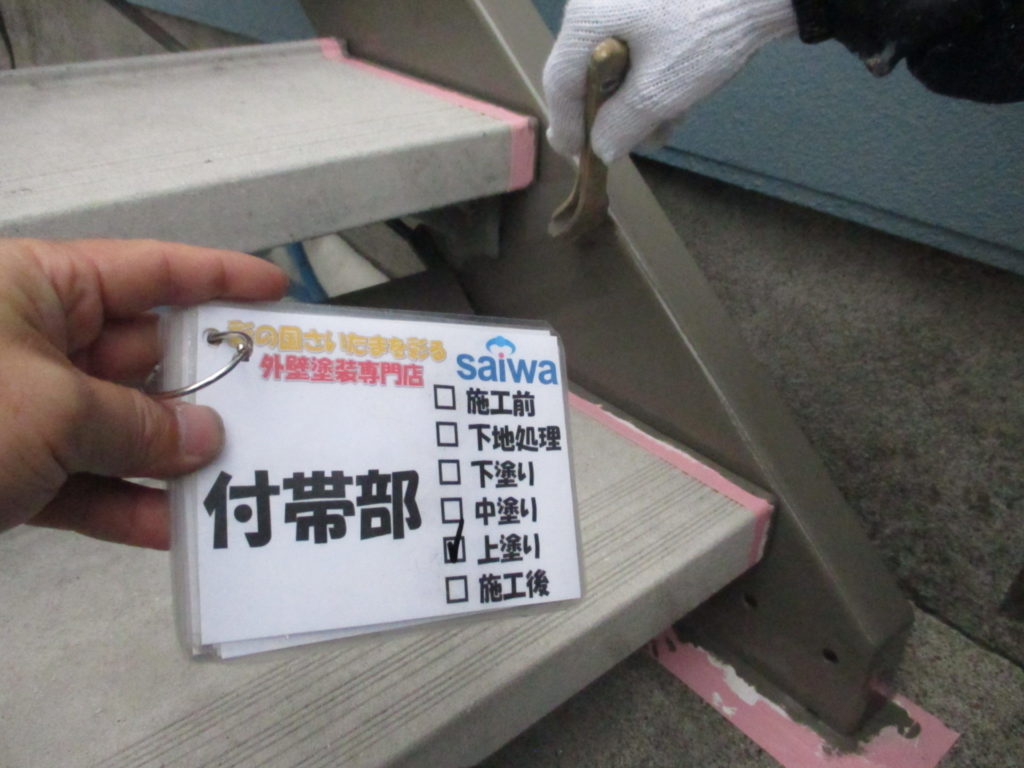 彩の国さいたまを彩る
外壁塗装専門店
saiwa
付帯部
□ 施工前
□ 下地処理
□ 下塗り
□ 中塗り
☑ 上塗り
□ 施工後